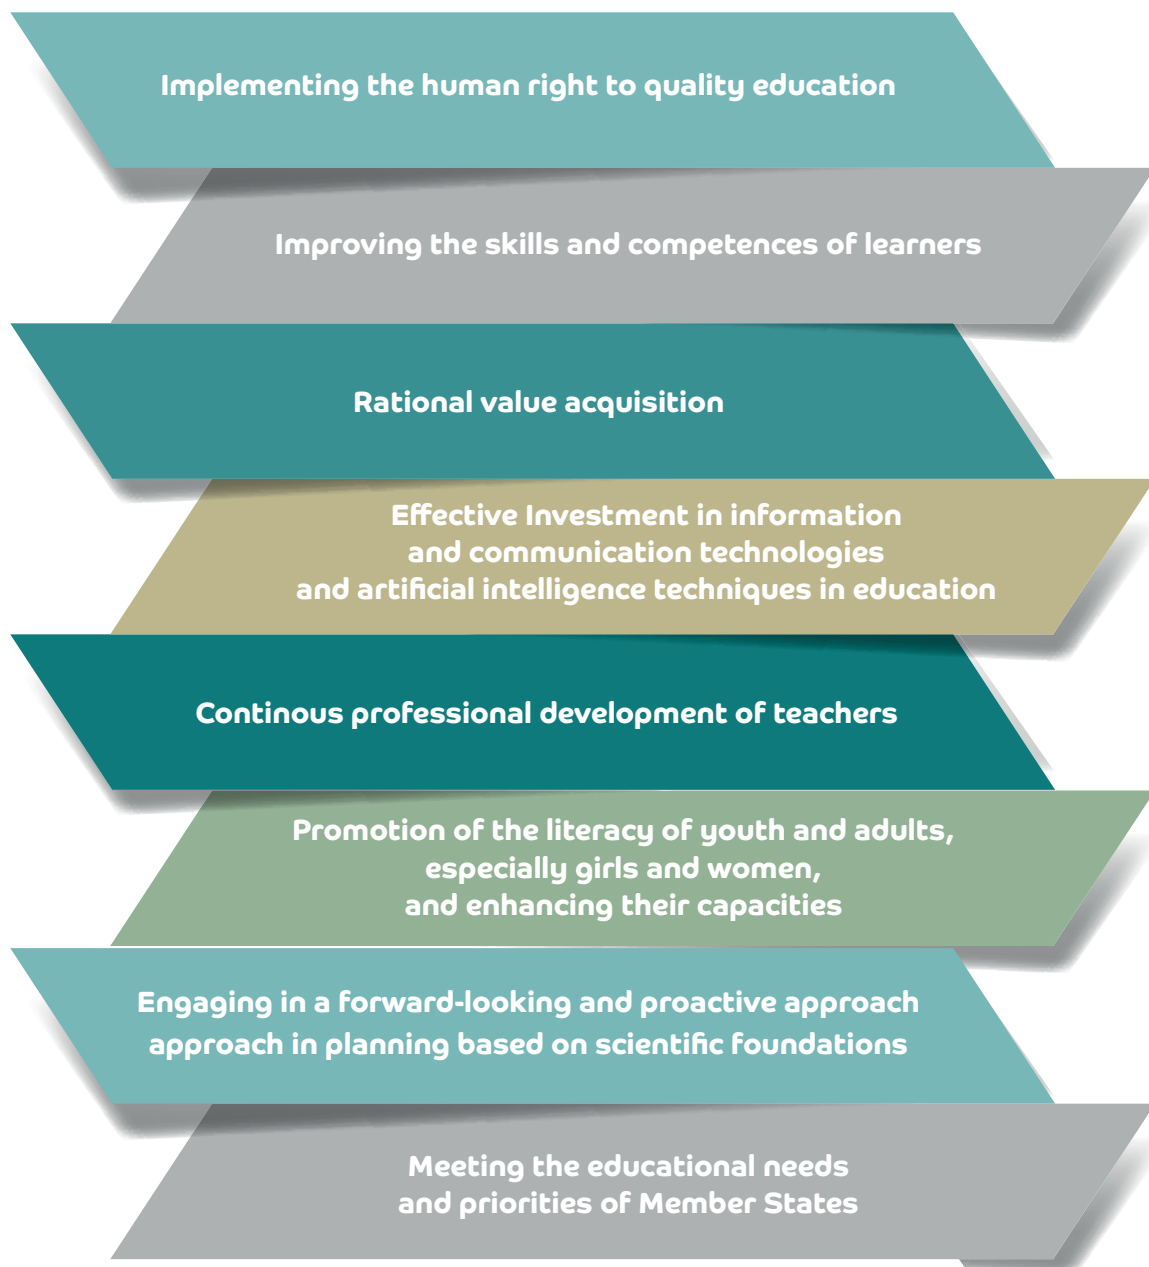 Implementing the human right to quality education
Improving the skills and competences of learners
Rational value acquisition
Effective Investment in information
and communication technologies
and artificial intelligence techniques in education
Continous professional development of teachers
Promotion of the literacy of youth and adults,
especially girls and women,
and enhancing their capacities
Engaging in a forward-looking and proactive approach
approach in planning based on scientific foundations
Meeting the educational needs
and priorities of Member States